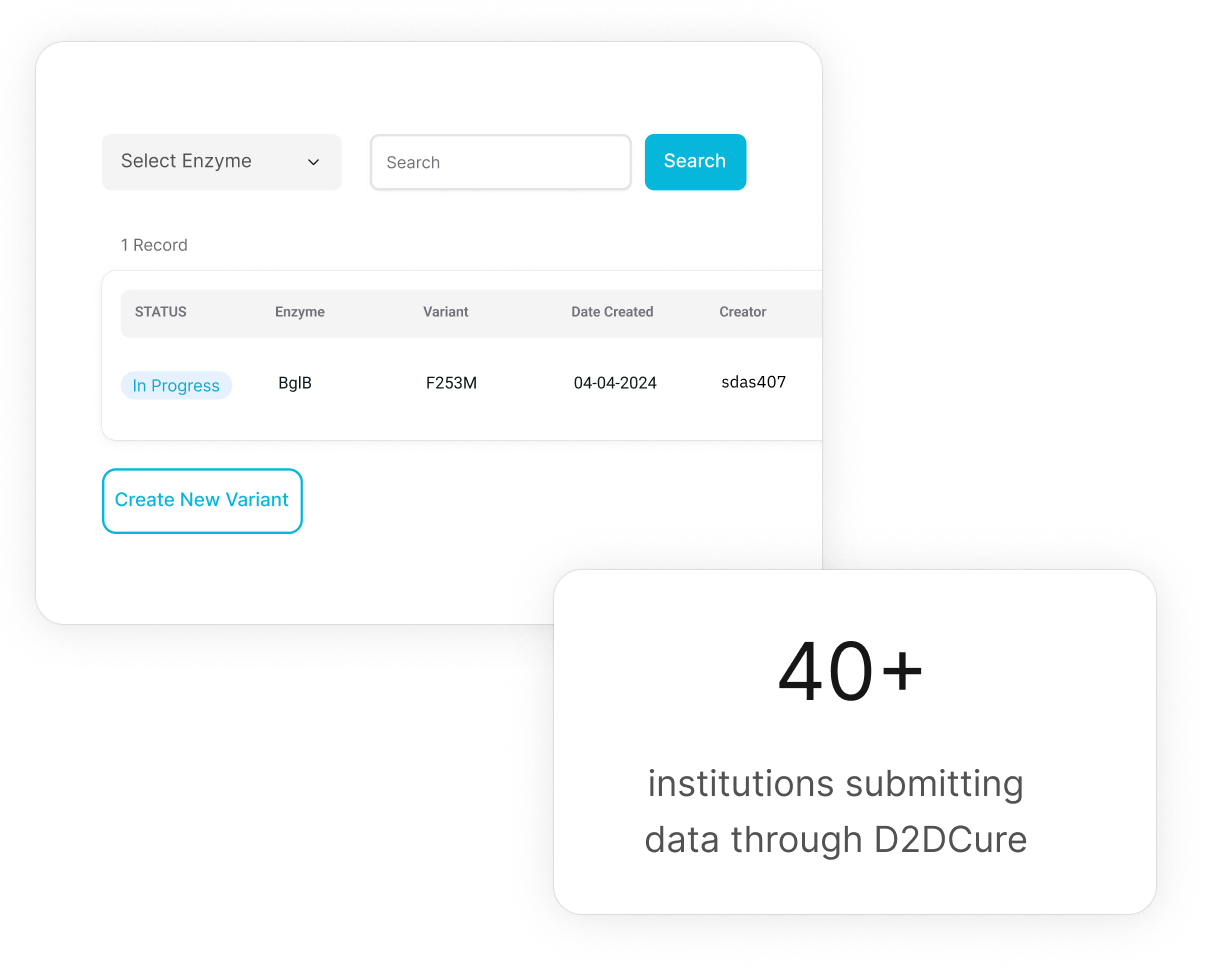 Select Enzyme
Search
Search
1 Record
STATUS Enzyme Variant Date Created Creator
In Progress BglB F253M 04-04-2024 sdas407
Create New Variant
40+
institutions submitting
data through D2DCure